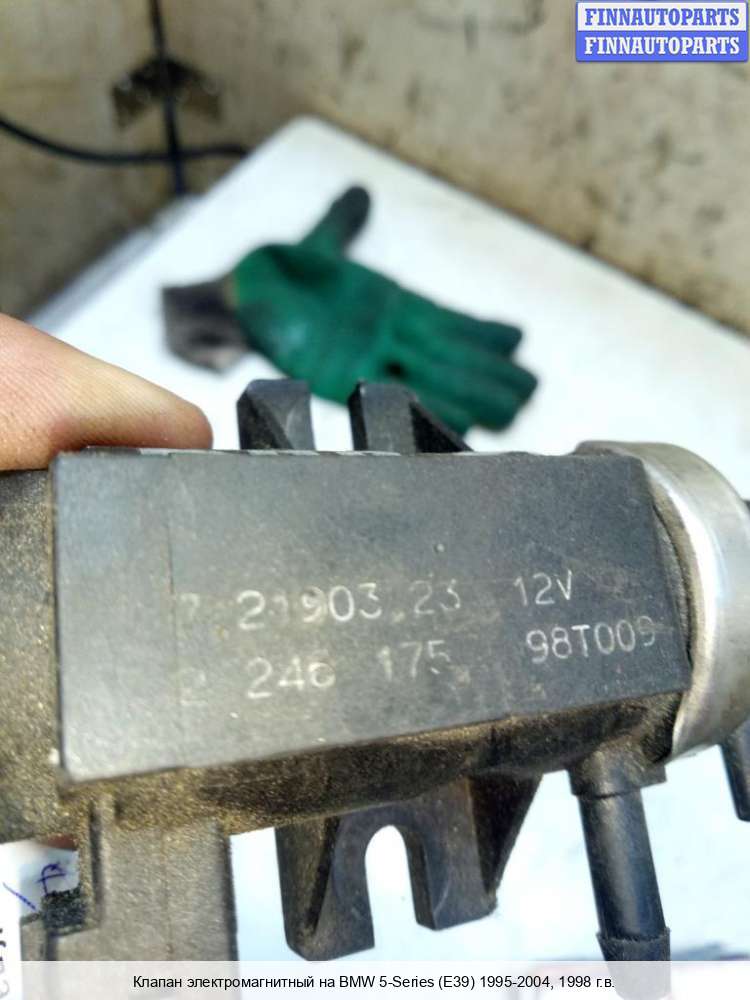 FINNAUTOPARTS
FINNAUTOPARTS
7.21903.23 12V
2 246 175 98T009
Клапан электромагнитный на BMW 5-Series (E39) 1995-2004, 1998 г.в.